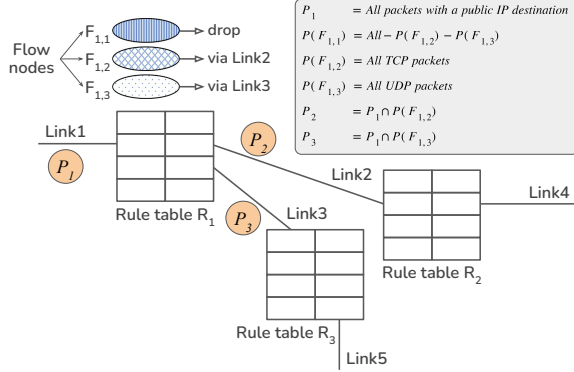 Flow nodes
F1,1 drop
F1,2 via Link2
F1,3 via Link3
P1 = All packets with a public IP destination
P( F1,1) = All − P( F1,2) − P( F1,3)
P( F1,2) = All TCP packets
P( F1,3) = All UDP packets
P2 = P1 ∩ P( F1,2)
P3 = P1 ∩ P( F1,3)
Link1
P1
P2
Link2
Link4
Rule table R1
P3
Link3
Rule table R2
Rule table R3
Link5